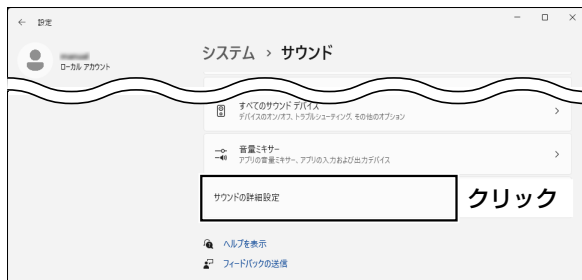 設定
ローカル アカウント
システム › サウンド
すべてのサウンド デバイス
デバイスのオン/オフ、トラブルシューティング、その他のオプション
音量ミキサー
アプリの音量ミキサー、アプリの入力および出力デバイス
サウンドの詳細設定
クリック
ヘルプを表示
フィードバックの送信